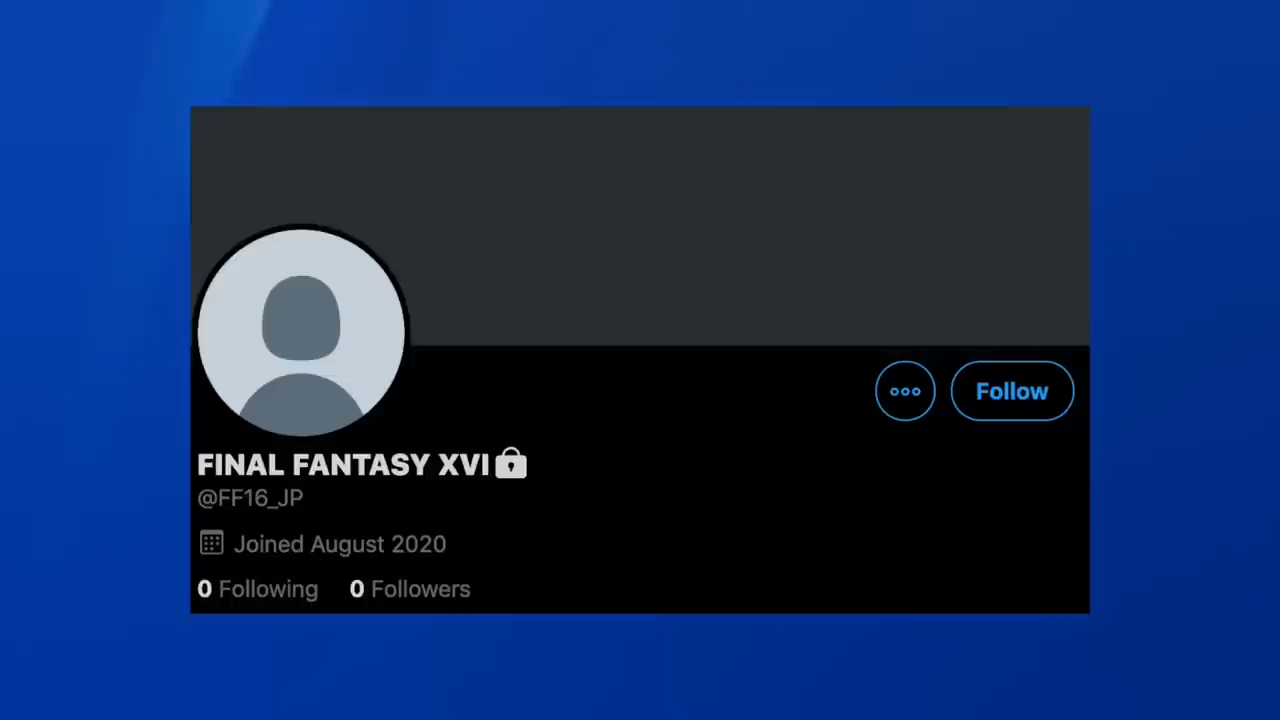 Follow
FINAL FANTASY XVI
@FF16_JP
Joined August 2020
0 Following 0 Followers